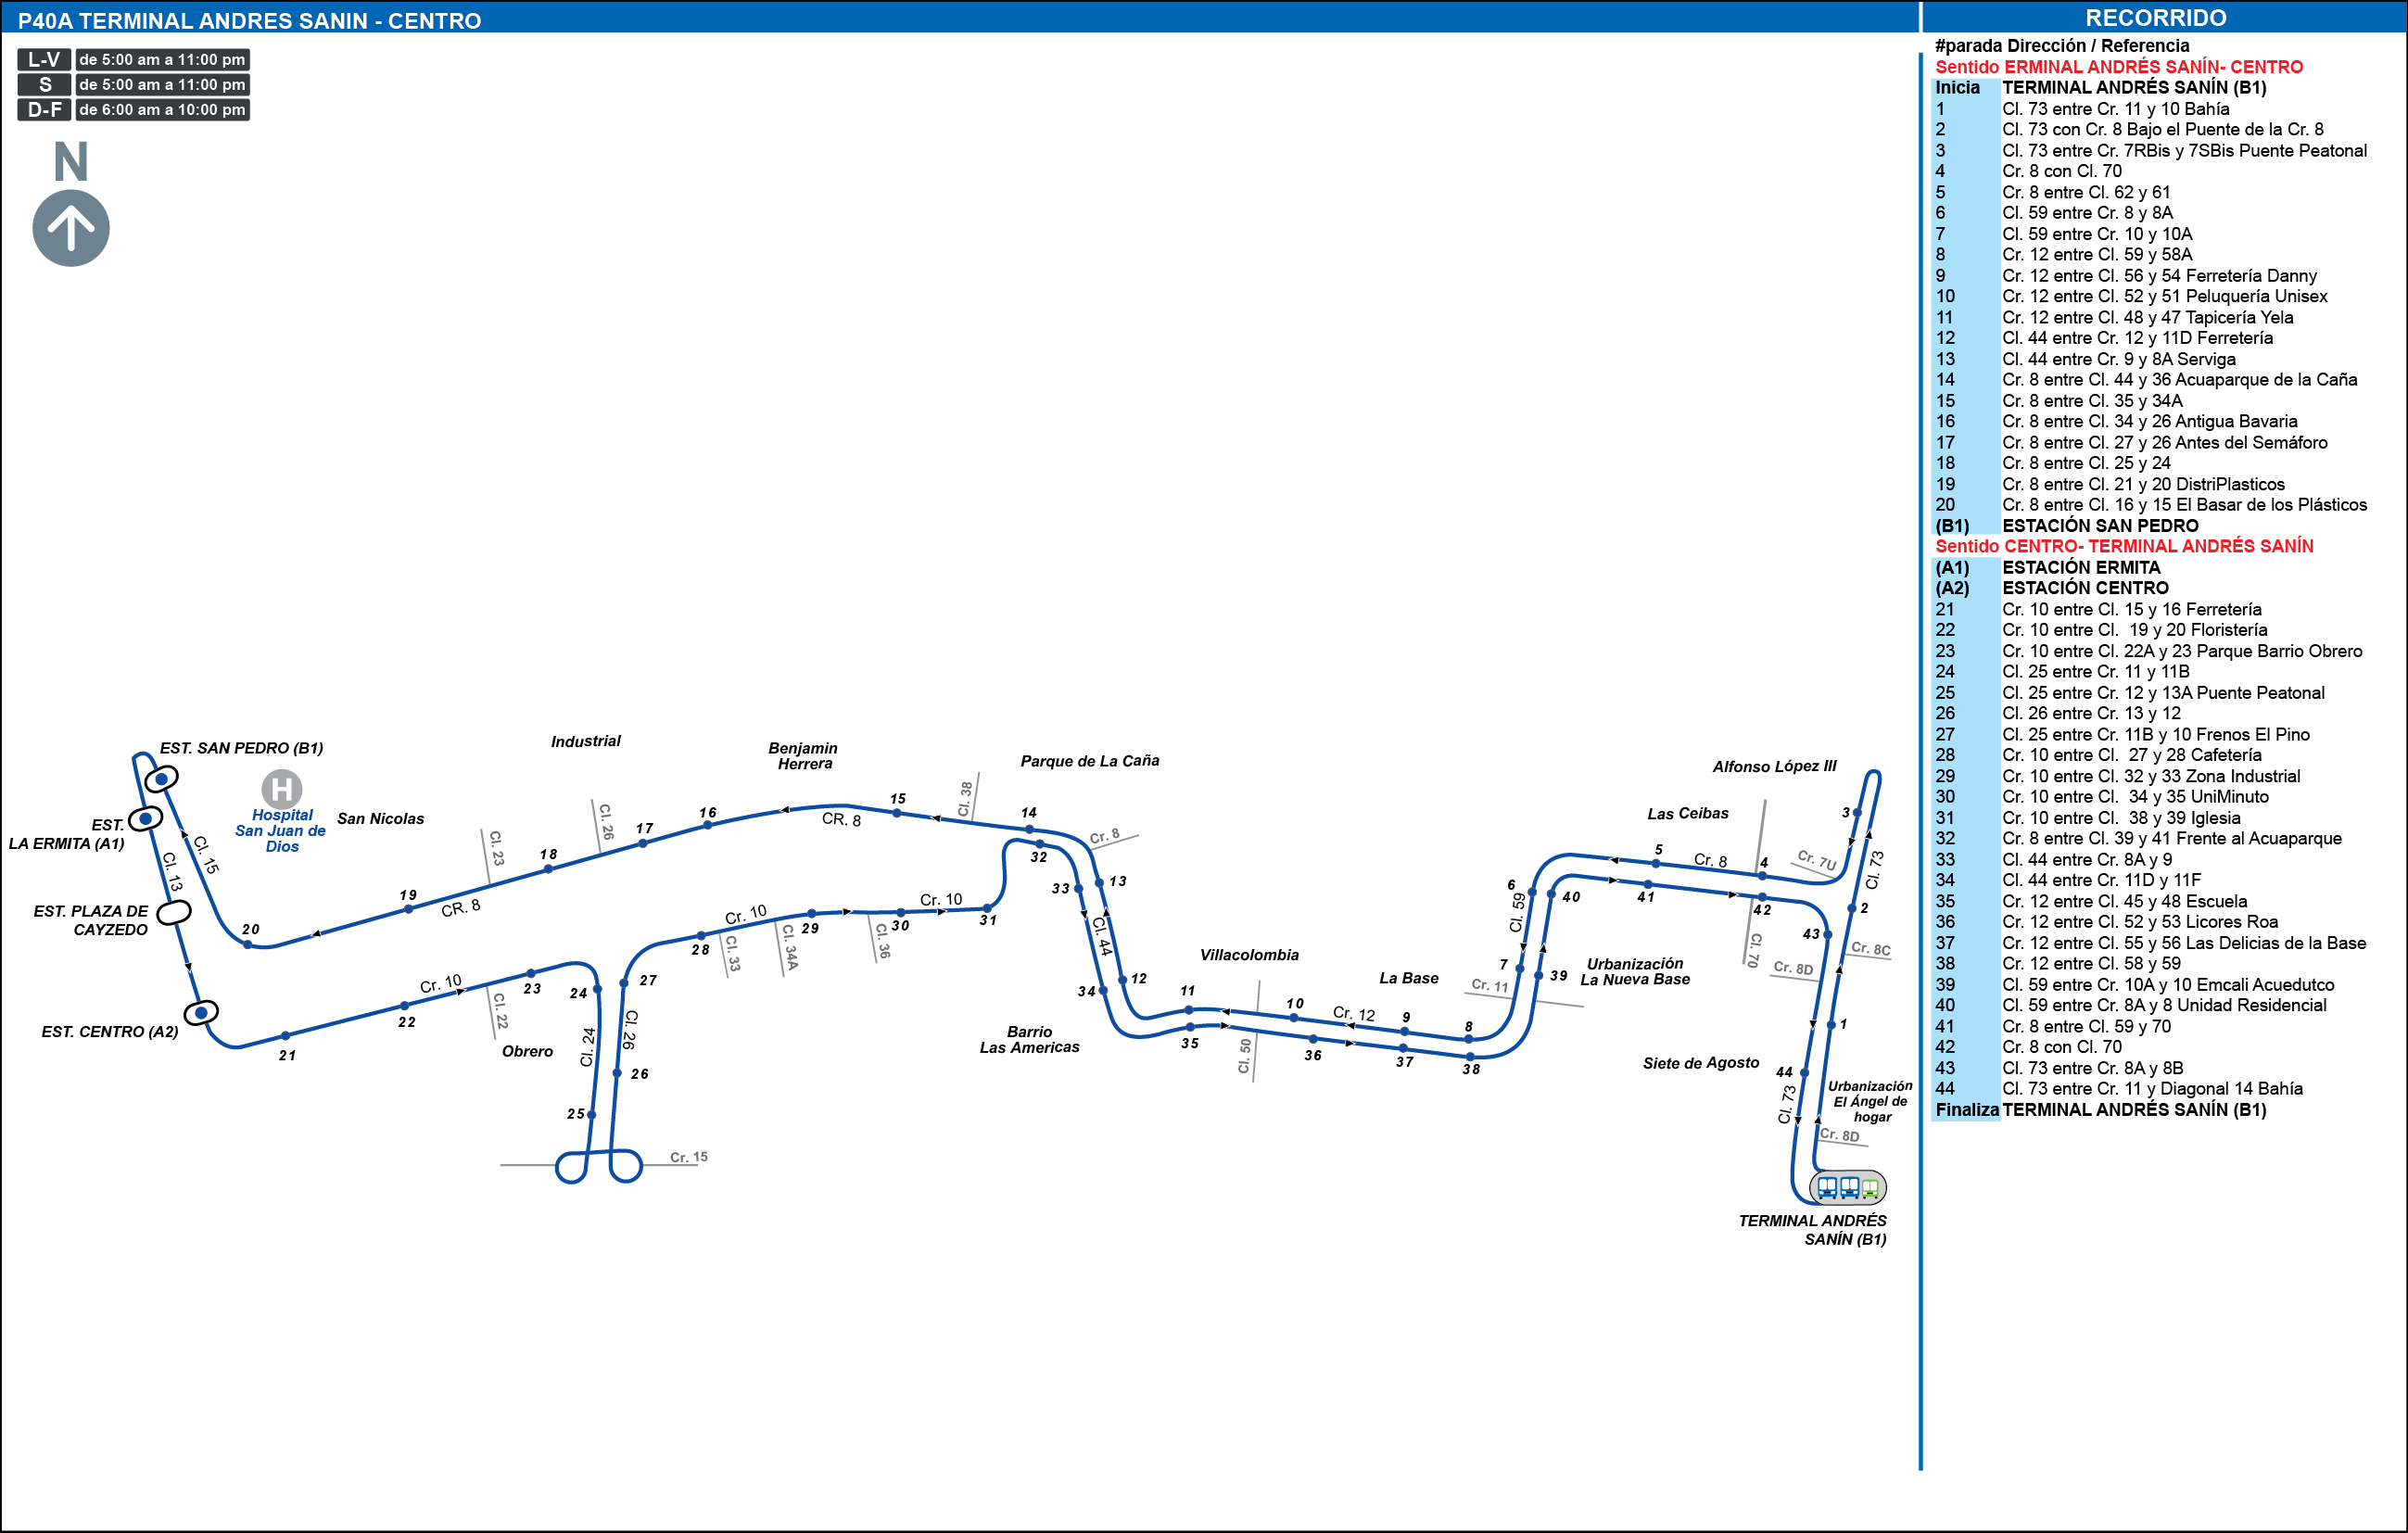 P40A TERMINAL ANDRES SANIN - CENTRO
L-V de 5:00 am a 11:00 pm
S de 5:00 am a 11:00 pm
D-F de 6:00 am a 10:00 pm
N
RECORRIDO
#parada Dirección / Referencia
Sentido ERMINAL ANDRÉS SANÍN- CENTRO
Inicia TERMINAL ANDRÉS SANÍN (B1)
1 Cl. 73 entre Cr. 11 y 10 Bahía
2 Cl. 73 con Cr. 8 Bajo el Puente de la Cr. 8
3 Cl. 73 entre Cr. 7RBis y 7SBis Puente Peatonal
4 Cr. 8 con Cl. 70
5 Cr. 8 entre Cl. 62 y 61
6 Cl. 59 entre Cr. 8 y 8A
7 Cl. 59 entre Cr. 10 y 10A
8 Cr. 12 entre Cl. 59 y 58A
9 Cr. 12 entre Cl. 56 y 54 Ferretería Danny
10 Cr. 12 entre Cl. 52 y 51 Peluquería Unisex
11 Cr. 12 entre Cl. 48 y 47 Tapicería Yela
12 Cl. 44 entre Cr. 12 y 11D Ferretería
13 Cl. 44 entre Cr. 9 y 8A Serviga
14 Cr. 8 entre Cl. 44 y 36 Acuaparque de la Caña
15 Cr. 8 entre Cl. 35 y 34A
16 Cr. 8 entre Cl. 34 y 26 Antigua Bavaria
17 Cr. 8 entre Cl. 27 y 26 Antes del Semáforo
18 Cr. 8 entre Cl. 25 y 24
19 Cr. 8 entre Cl. 21 y 20 DistriPlasticos
20 Cr. 8 entre Cl. 16 y 15 El Basar de los Plásticos
(B1) ESTACIÓN SAN PEDRO
Sentido CENTRO- TERMINAL ANDRÉS SANÍN
(A1) ESTACIÓN ERMITA
(A2) ESTACIÓN CENTRO
21 Cr. 10 entre Cl. 15 y 16 Ferretería
22 Cr. 10 entre Cl. 19 y 20 Floristería
23 Cr. 10 entre Cl. 22A y 23 Parque Barrio Obrero
24 Cl. 25 entre Cr. 11 y 11B
25 Cl. 25 entre Cr. 12 y 13A Puente Peatonal
26 Cl. 26 entre Cr. 13 y 12
27 Cl. 25 entre Cr. 11B y 10 Frenos El Pino
28 Cr. 10 entre Cl. 27 y 28 Cafetería
29 Cr. 10 entre Cl. 32 y 33 Zona Industrial
30 Cr. 10 entre Cl. 34 y 35 UniMinuto
31 Cr. 10 entre Cl. 38 y 39 Iglesia
32 Cr. 8 entre Cl. 39 y 41 Frente al Acuaparque
33 Cl. 44 entre Cr. 8A y 9
34 Cl. 44 entre Cr. 11D y 11F
35 Cr. 12 entre Cl. 45 y 48 Escuela
36 Cr. 12 entre Cl. 52 y 53 Licores Roa
37 Cr. 12 entre Cl. 55 y 56 Las Delicias de la Base
38 Cr. 12 entre Cl. 58 y 59
39 Cl. 59 entre Cr. 10A y 10 Emcali Acuedutco
40 Cl. 59 entre Cr. 8A y 8 Unidad Residencial
41 Cr. 8 entre Cl. 59 y 70
42 Cr. 8 con Cl. 70
43 Cl. 73 entre Cr. 8A y 8B
44 Cl. 73 entre Cr. 11 y Diagonal 14 Bahía
Finaliza TERMINAL ANDRÉS SANÍN (B1)
EST. SAN PEDRO (B1)
H
Hospital
San Juan de
Dios
EST.
LA ERMITA (A1)
Cl. 13
Cl. 15
EST. PLAZA DE
CAYZEDO
EST. CENTRO (A2)
San Nicolas
Industrial
Benjamin
Herrera
Parque de La Caña
Cl. 23
Cl. 26
Cl. 38
Cr. 8
CR. 8
CR. 8
20
19
18
17
16
15
14
32
33
13
21
22
23
24
25
26
27
28
29
30
31
Cr. 10
Cr. 10
Cr. 10
Cl. 22
Cl. 24
Cl. 26
Cl. 33
Cl. 34A
Cl. 36
Obrero
Cr. 15
Cl. 44
34
12
Barrio
Las Americas
Villacolombia
11
35
10
36
Cl. 50
Cr. 12
La Base
9
37
8
38
Cr. 11
7
39
Cl. 59
6
40
Urbanización
La Nueva Base
5
41
Cr. 8
Las Ceibas
4
42
Cl. 70
Alfonso López III
Cr. 7U
3
Cl. 73
2
43
Cr. 8C
Cr. 8D
1
44
Siete de Agosto
Cl. 73
Urbanización
El Ángel de
hogar
Cr. 8D
TERMINAL ANDRÉS
SANÍN (B1)